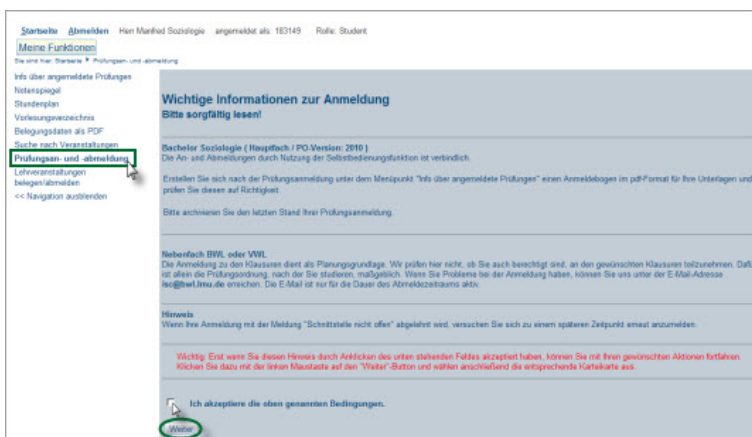 Startseite Abmelden Herr Manfred Soziologie angemeldet als: 183149 Rolle: Student
Meine Funktionen
Sie sind hier: Startseite Prüfungsan- und -abmeldung
Info über angemeldete Prüfungen
Notenspiegel
Stundenplan
Vorlesungsverzeichnis
Belegungsdaten als PDF
Suche nach Veranstaltungen
Prüfungsan- und -abmeldung
Lehrveranstaltungen
belegen/abmelden
<< Navigation ausblenden
Wichtige Informationen zur Anmeldung
Bitte sorgfältig lesen!
Bachelor Soziologie ( Hauptfach / PO-Version: 2010 )
Die An- und Abmeldungen durch Nutzung der Selbstbedienungsfunktion ist verbindlich.
Erstellen Sie sich nach der Prüfungsanmeldung unter dem Menüpunkt "Info über angemeldete Prüfungen" einen Anmeldebogen im pdf-Format für Ihre Unterlagen und
prüfen Sie diesen auf Richtigkeit.
Bitte archivieren Sie den letzten Stand Ihrer Prüfungsanmeldung.
Nebenfach BWL oder VWL
Die Anmeldung zu den Klausuren dient als Planungsgrundlage. Wir prüfen hier nicht, ob Sie auch berechtigt sind, an den gewünschten Klausuren teilzunehmen. Daf
ist allein die Prüfungsordnung, nach der Sie studieren, maßgeblich. Wenn Sie Probleme bei der Anmeldung haben, können Sie uns unter der E-Mail-Adresse
isc@bwl.lmu.de erreichen. Die E-Mail ist nur für die Dauer des Abmeldezeitraums aktiv.
Hinweis
Wenn Ihre Anmeldung mit der Meldung "Schnittstelle nicht offen" abgelehnt wird, versuchen Sie sich zu einem späteren Zeitpunkt erneut anzumelden.
Wichtig: Erst wenn Sie diesen Hinweis durch Anklicken des unten stehenden Feldes akzeptiert haben, können Sie mit Ihren gewünschten Aktionen fortfahren.
Klicken Sie dazu mit der linken Maustaste auf den "Weiter"-Button und wählen anschließend die entsprechende Karteikarte aus.
Ich akzeptiere die oben genannten Bedingungen.
Weiter